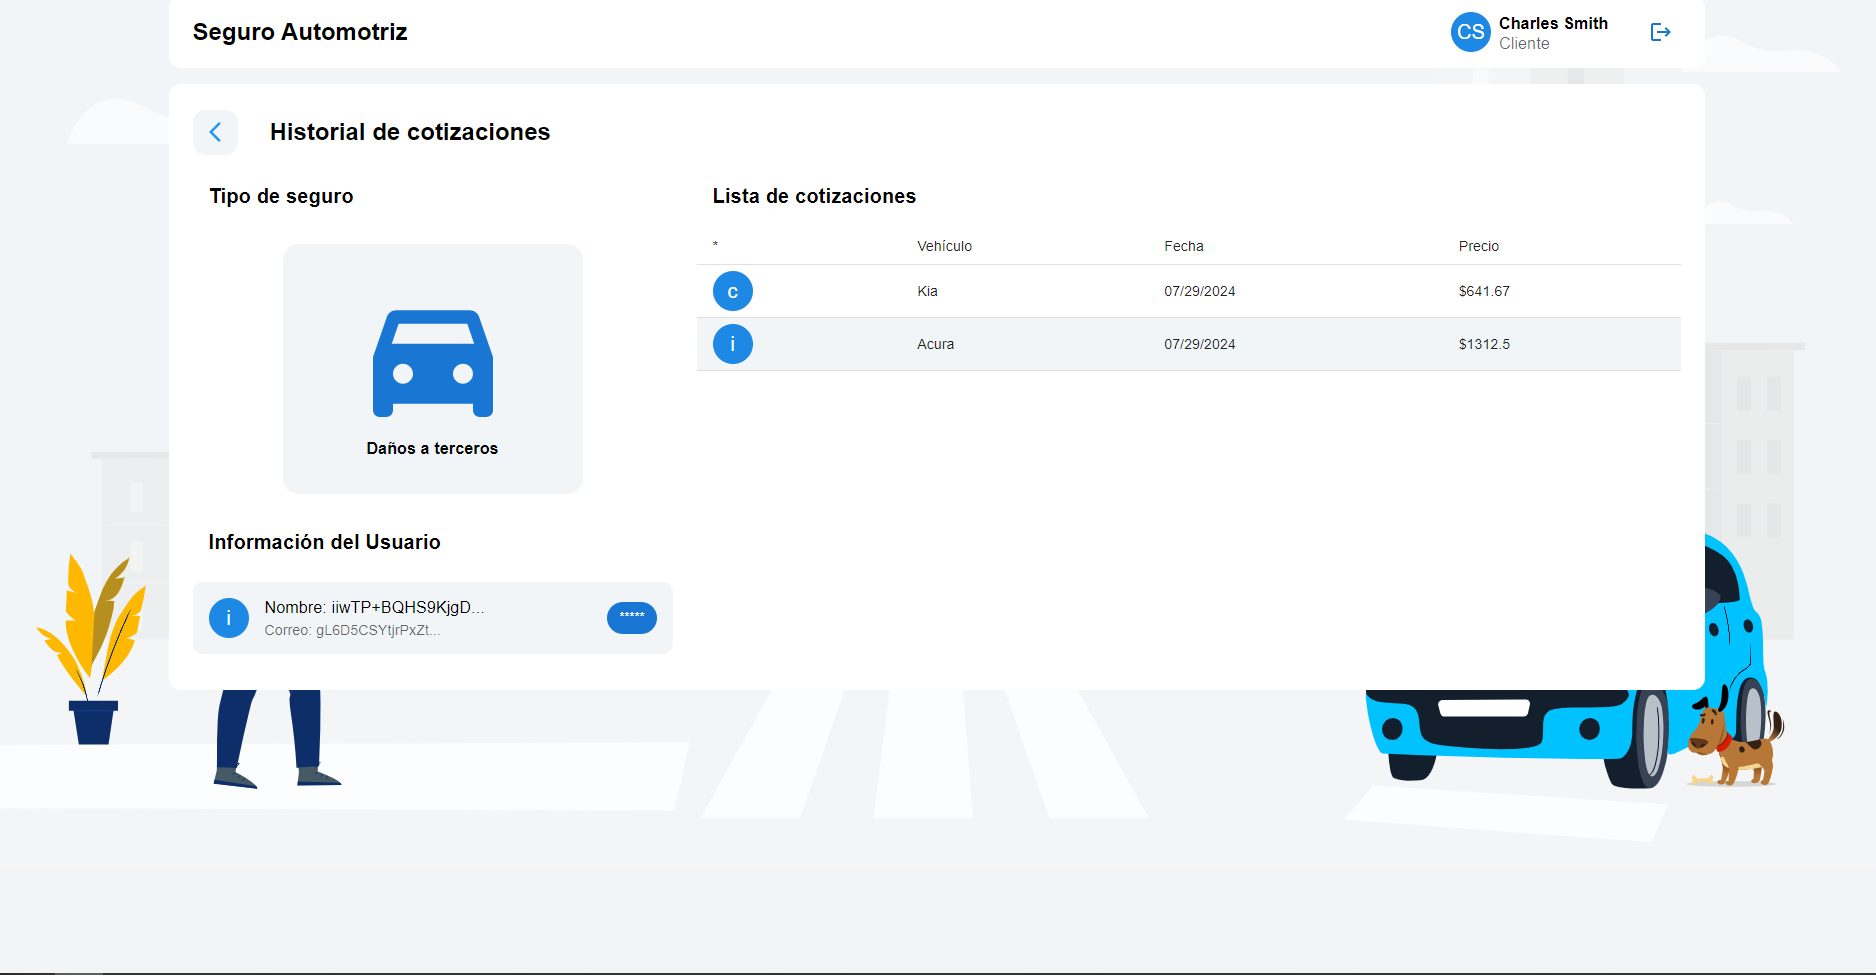 Seguro Automotriz
CS
Charles Smith
Cliente
Historial de cotizaciones
Tipo de seguro
Daños a terceros
Información del Usuario
i
Nombre: iiwTP+BQHS9KjgD...
Correo: gL6D5CSYtjrPxZt...
*****
Lista de cotizaciones
* Vehículo Fecha Precio
c Kia 07/29/2024 $641.67
i Acura 07/29/2024 $1312.5